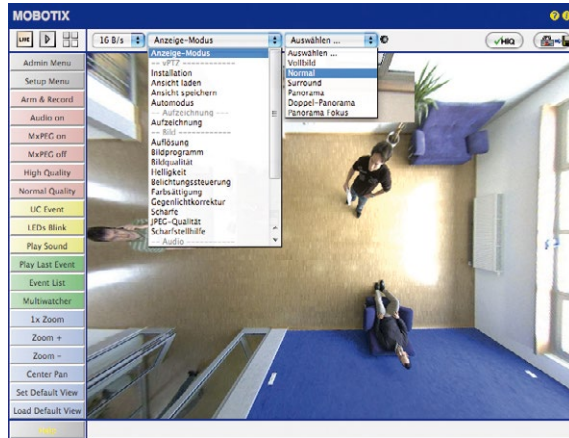 MOBOTIX
LIVE
16 B/s
Anzeige-Modus
Auswählen ...
HiQ
Anzeige-Modus
-- vPTZ ------------
Installation
Ansicht laden
Ansicht speichern
Automodus
-- Aufzeichnung ---
Aufzeichnung
-- Bild ------------
Auflösung
Bildprogramm
Bildqualität
Helligkeit
Belichtungssteuerung
Farbsättigung
Gegenlichtkorrektur
Schärfe
JPEG-Qualität
Scharfstellhilfe
-- Audio -----------
Auswählen ...
Vollbild
Normal
Surround
Panorama
Doppel-Panorama
Panorama Fokus
Admin Menu
Setup Menu
Arm & Record
Audio on
MxPEG on
MxPEG off
High Quality
Normal Quality
UC Event
LEDs Blink
Play Sound
Play Last Event
Event List
Multiwatcher
1x Zoom
Zoom +
Zoom -
Center Pan
Set Default View
Load Default View